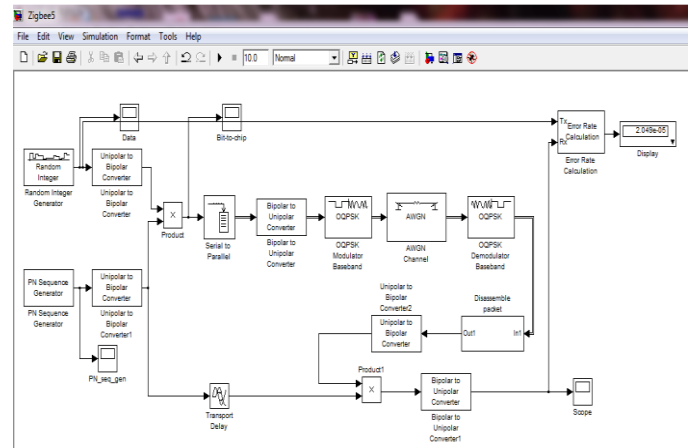 Zigbee5
File Edit View Simulation Format Tools Help
10.0 Normal
Data
Bit-to-chip
Tx
Rx
Error Rate
Calculation
Error Rate
Calculation
2.049e-05
Display
Random
Integer
Random Integer
Generator
Unipolar to
Bipolar
Converter
Unipolar to
Bipolar
Converter
X
Product
Serial to
Parallel
Bipolar to
Unipolar
Converter
Bipolar to
Unipolar
Converter
OQPSK
OQPSK
Modulator
Baseband
AWGN
AWGN
Channel
OQPSK
OQPSK
Demodulator
Baseband
PN Sequence
Generator
PN Sequence
Generator
Unipolar to
Bipolar
Converter
Unipolar to
Bipolar
Converter1
PN_seq_gen
Unipolar to
Bipolar
Converter2
Unipolar to
Bipolar
Converter
Disassemble
packet
Out1
In1
Transport
Delay
Product1
X
Bipolar to
Unipolar
Converter
Bipolar to
Unipolar
Converter1
Scope